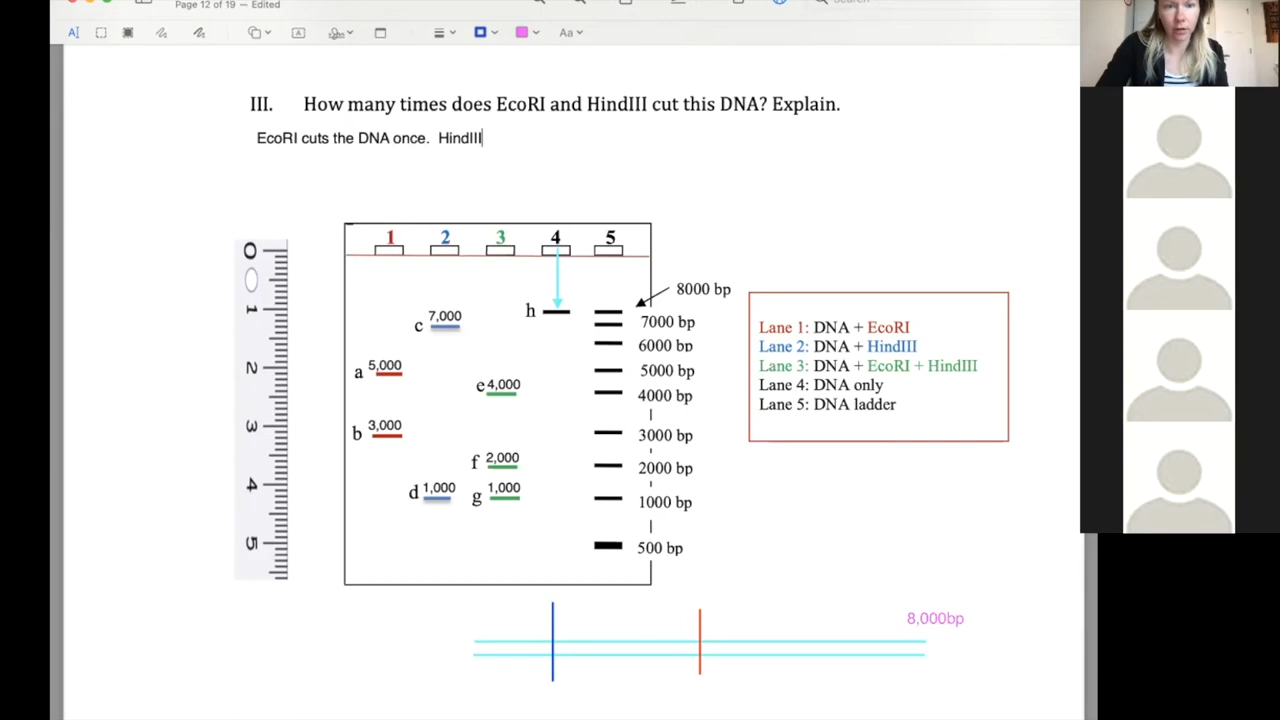 Page 12 of 19 — Edited
Search
A
Aa
III. How many times does EcoRI and HindIII cut this DNA? Explain.
EcoRI cuts the DNA once. HindIII
0
1
2
3
4
5
1 2 3 4 5
8000 bp
h
c 7,000
7000 bp
6000 bp
a 5,000
5000 bp
e 4,000
4000 bp
b 3,000
3000 bp
f 2,000
2000 bp
d 1,000
g 1,000
1000 bp
500 bp
Lane 1: DNA + EcoRI
Lane 2: DNA + HindIII
Lane 3: DNA + EcoRI + HindIII
Lane 4: DNA only
Lane 5: DNA ladder
8,000bp